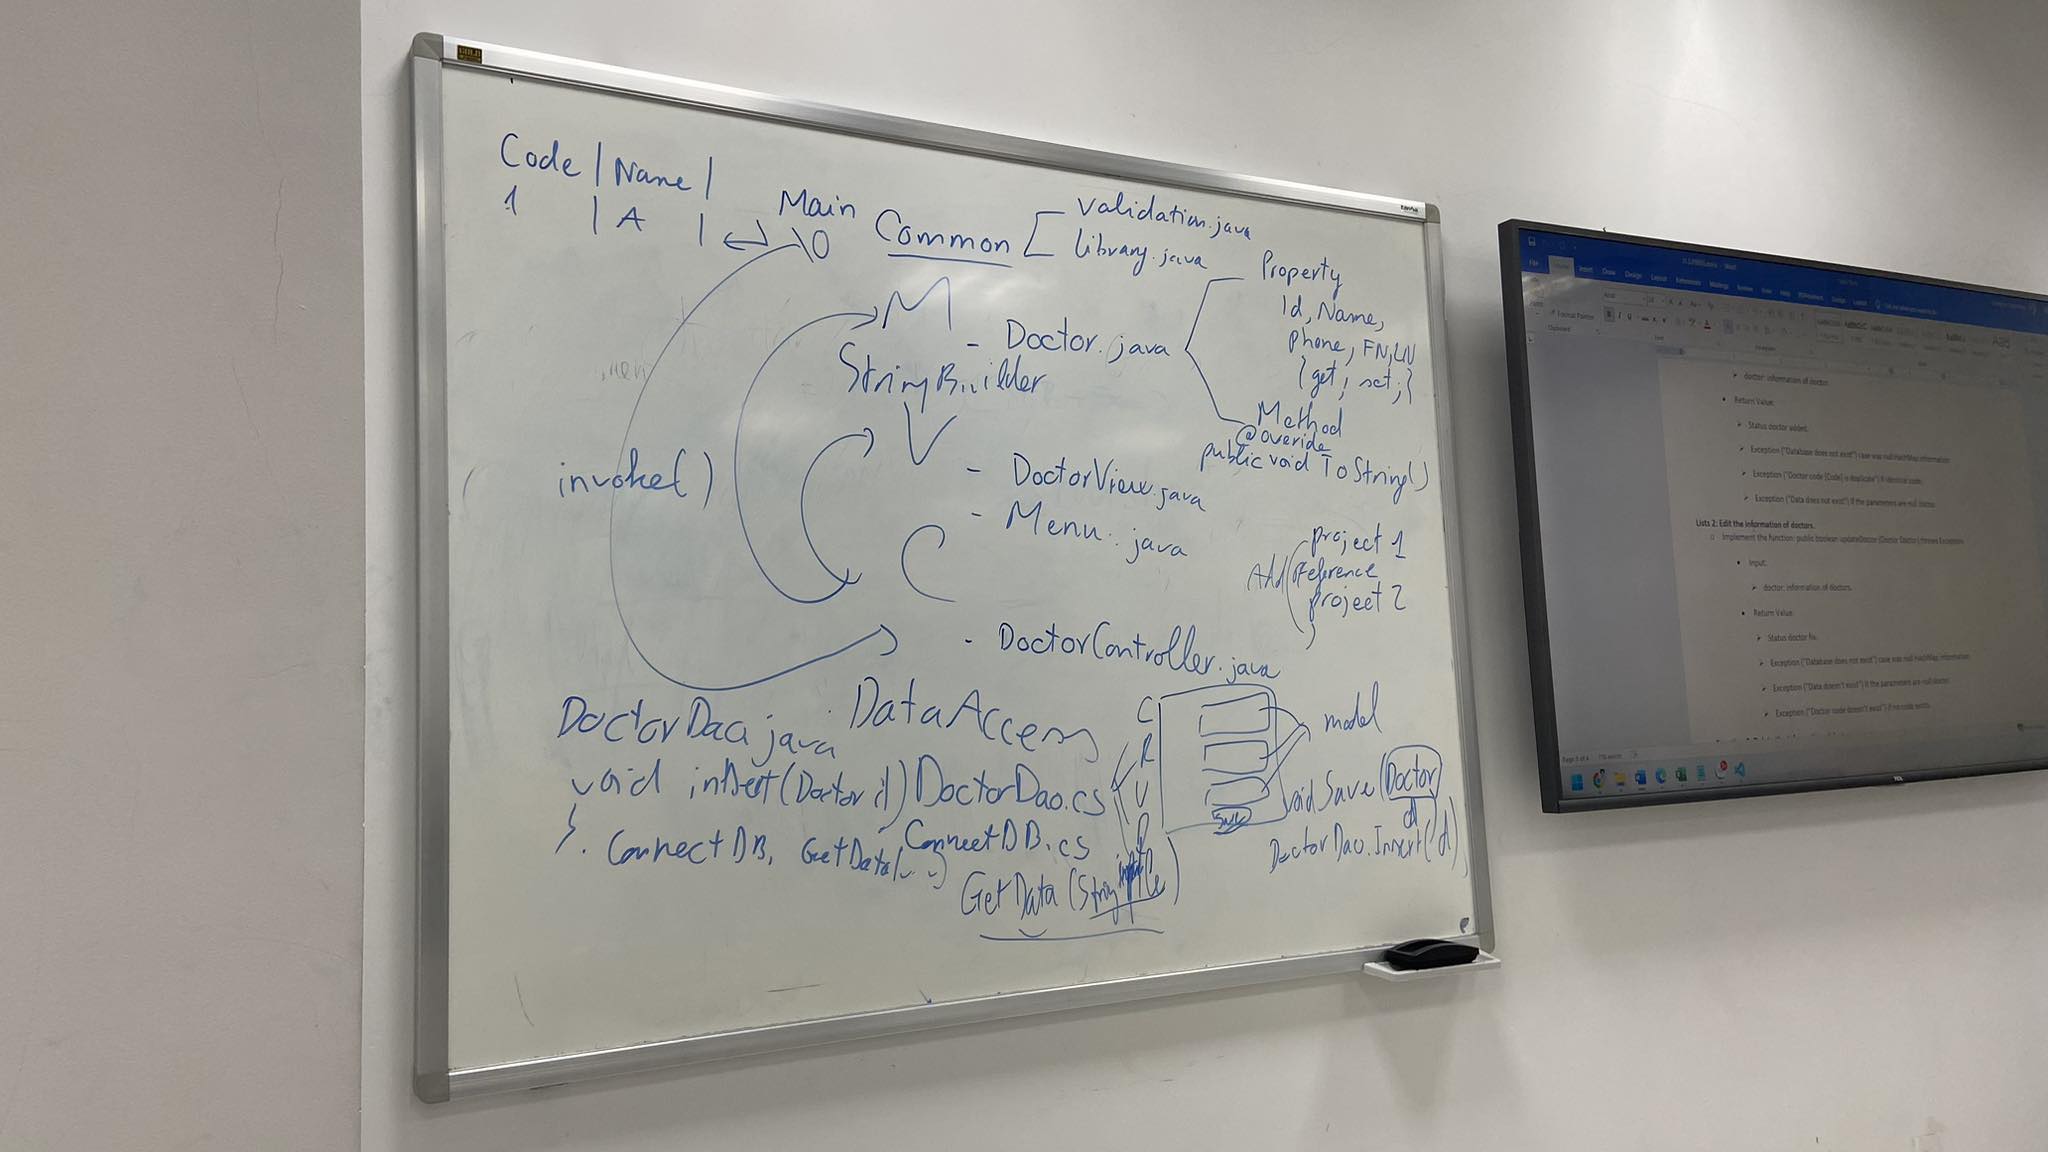 Code | Name |
1 | A |
Main
Common
validation.java
library.java
M
- Doctor.java
StringBuilder
Property
Id, Name,
phone, FN, LN
{ get; set; }
Method
@overide
public void ToString()
V
- DoctorView.java
- Menu.java
invoke()
C
- DoctorController.java
project 1
Add reference
project 2
DataAccess
DoctorDao.java
void insert(Doctor d)
DoctorDao.cs
ConnectDB, GetData(...)
ConnectDB.cs
GetData(String
C
R
U
D
model
save
void Save (Doctor
d)
DoctorDao.Insert(d)
doctor: information of doctor.
Return Value:
Status doctor added.
Exception ("Database does not exist") case was null HashMap information
Exception ("Doctor code [Code] is duplicate") if identical code.
Exception ("Data does not exist") if the parameters are null doctor.
Lists 2: Edit the information of doctors.
Implement the function: public boolean updateDoctor (Doctor Doctor) throws Exception
Input:
doctor: information of doctors.
Return Value:
Status doctor fix.
Exception ("Database does not exist") case was null HashMap information
Exception ("Data doesn't exist") if the parameters are null doctor
Exception ("Doctor code doesn't exist") if no code exists.
TCL